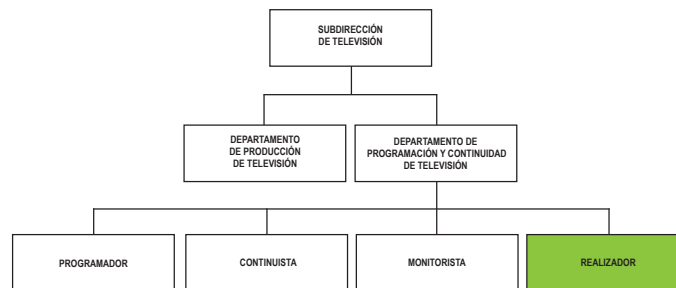 SUBDIRECCIÓN
DE TELEVISIÓN
DEPARTAMENTO
DE PRODUCCIÓN
DE TELEVISIÓN
DEPARTAMENTO DE
PROGRAMACIÓN Y CONTINUIDAD
DE TELEVISIÓN
PROGRAMADOR
CONTINUISTA
MONITORISTA
REALIZADOR